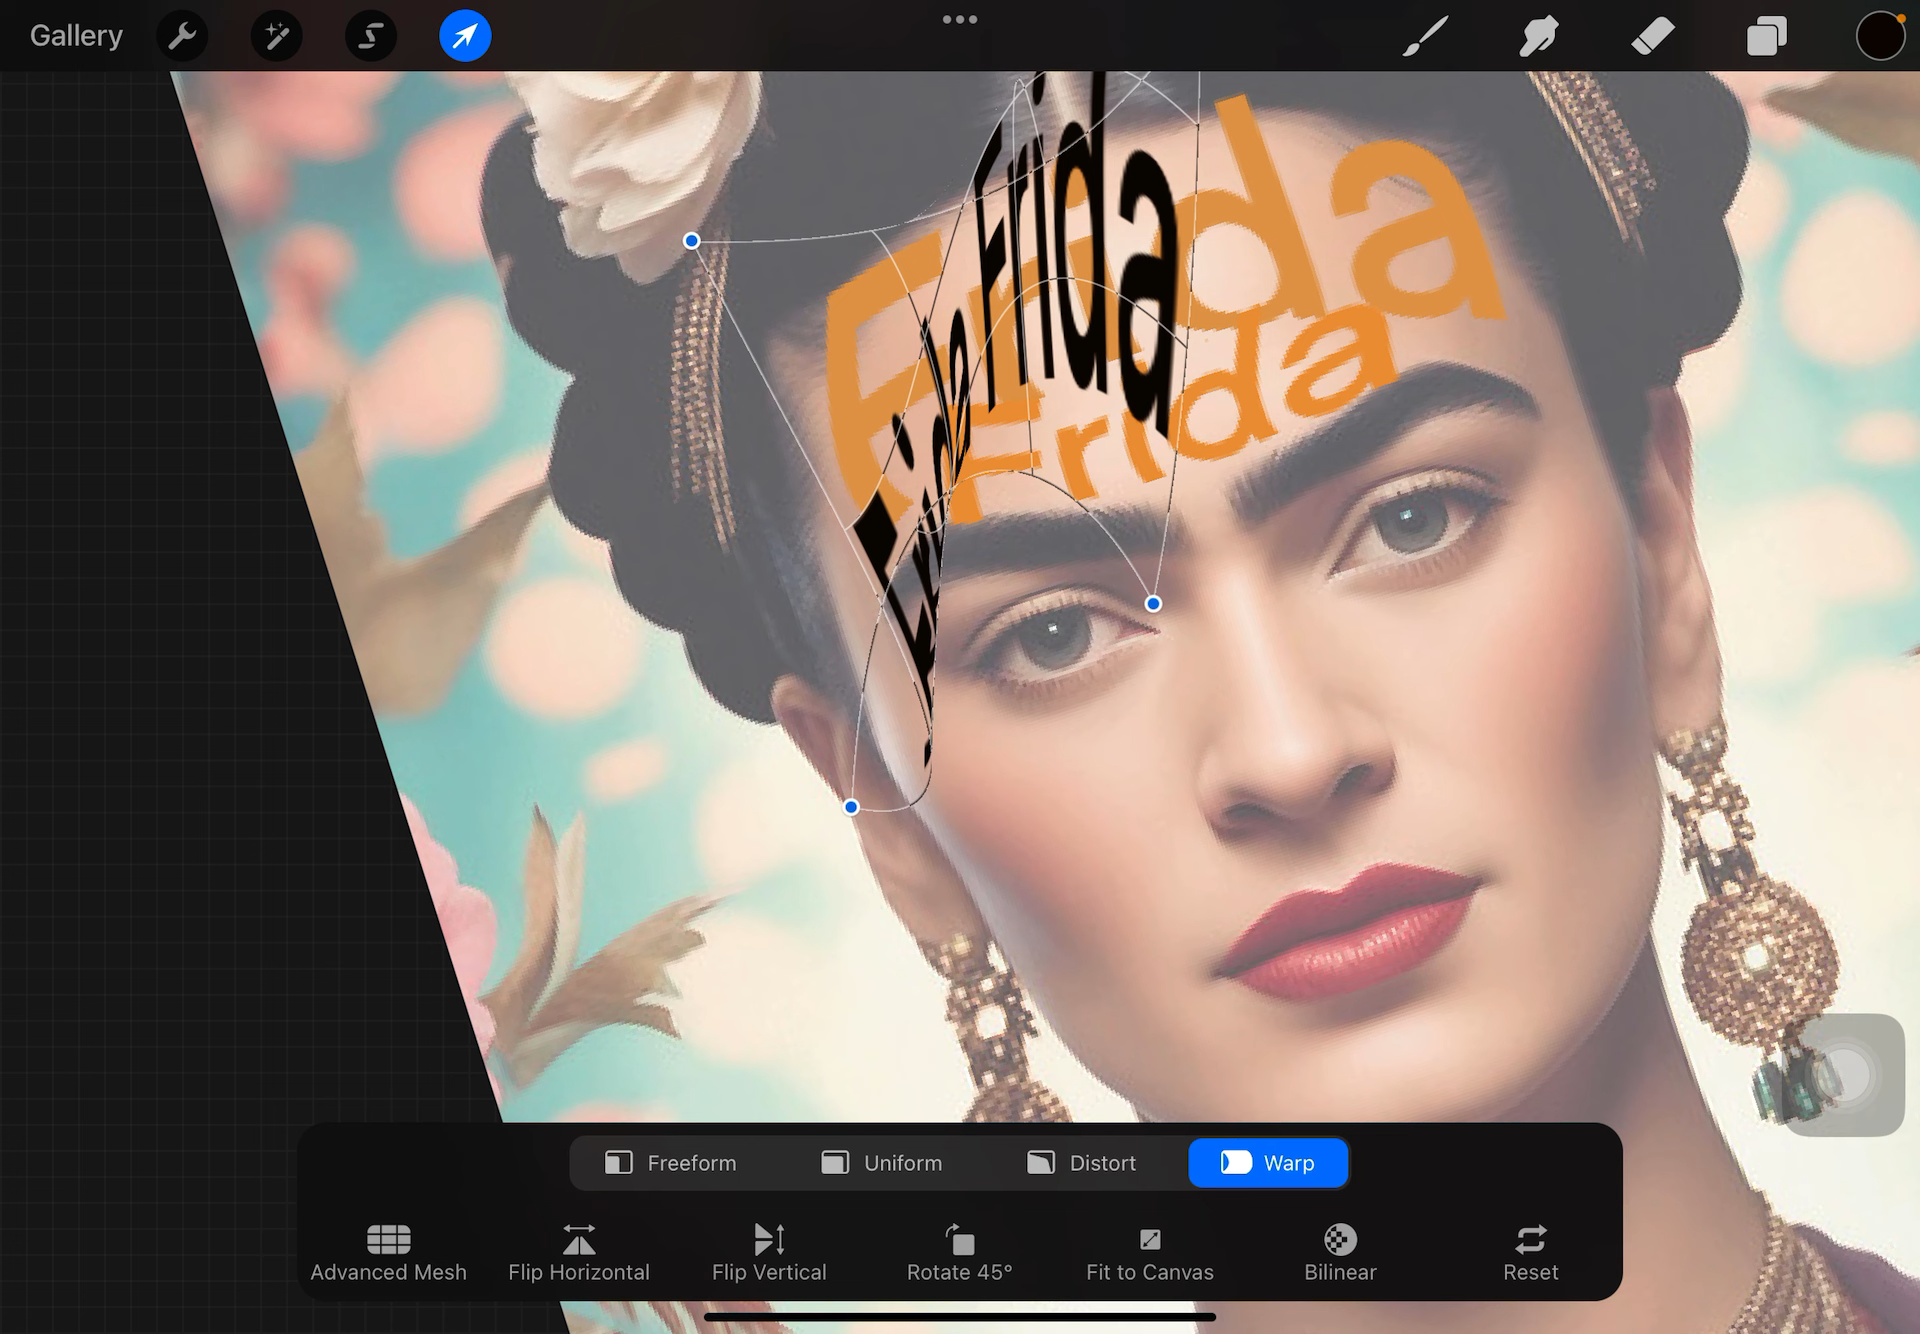 Gallery
Frida
Frida
Frida
Frida
Freeform
Uniform
Distort
Warp
Advanced Mesh
Flip Horizontal
Flip Vertical
Rotate 45°
Fit to Canvas
Bilinear
Reset